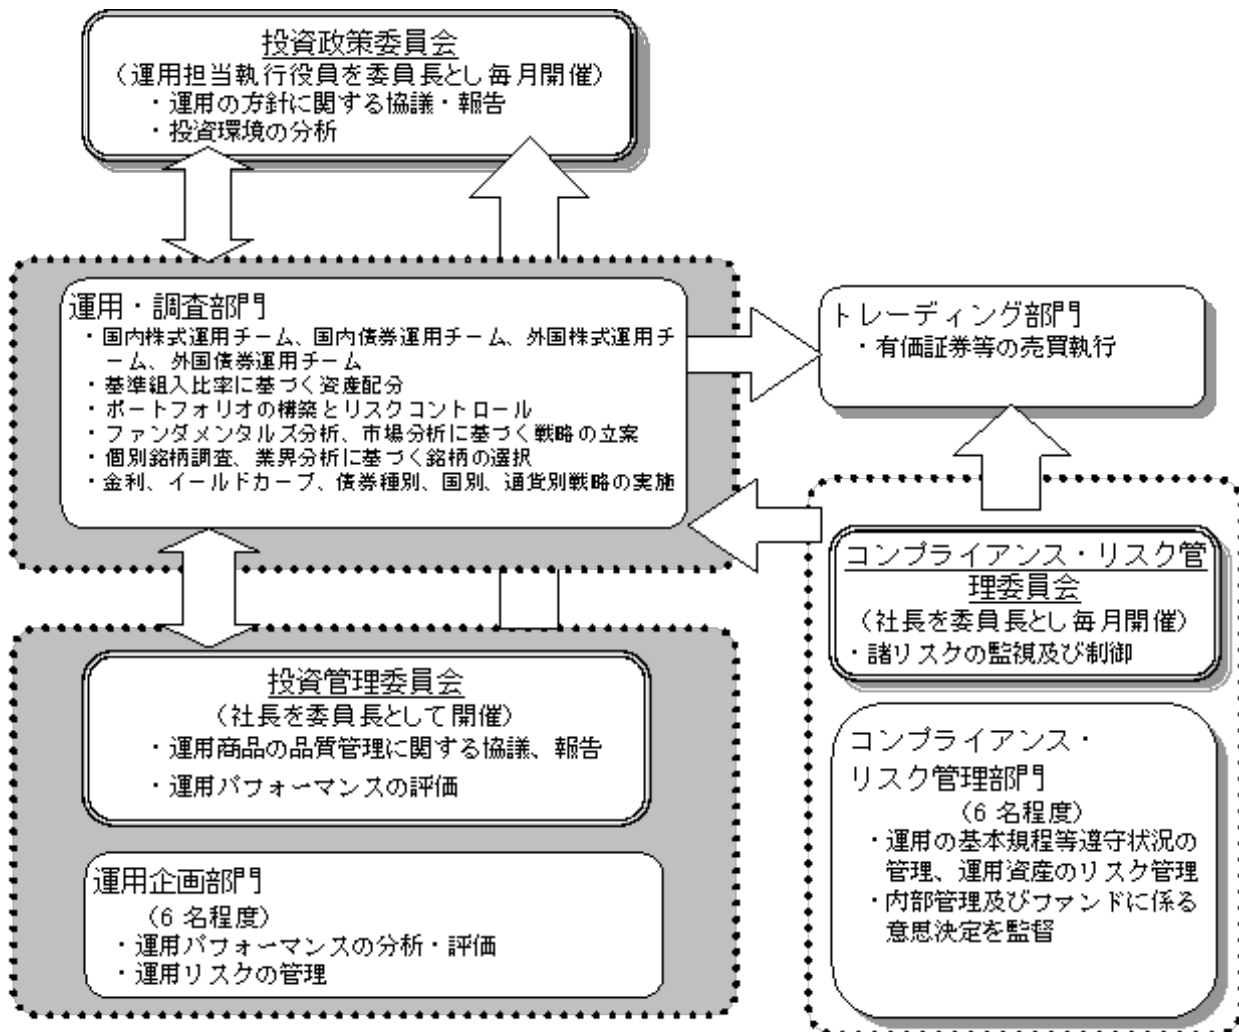 投資政策委員会
（運用担当執行役員を委員長とし毎月開催）
・運用の方針に関する協議・報告
・投資環境の分析
運用・調査部門
・国内株式運用チーム、国内債券運用チーム、外国株式運用チ
ーム、外国債券運用チーム
・基準組入比率に基づく資産配分
・ポートフォリオの構築とリスクコントロール
・ファンダメンタルズ分析、市場分析に基づく戦略の立案
・個別銘柄調査、業界分析に基づく銘柄の選択
・金利、イールドカーブ、債券種別、国別、通貨別戦略の実施
トレーディング部門
・有価証券等の売買執行
コンプライアンス・リスク管
理委員会
（社長を委員長とし毎月開催）
・諸リスクの監視及び制御
投資管理委員会
（社長を委員長として開催）
・運用商品の品質管理に関する協議、報告
・運用パフォーマンスの評価
コンプライアンス・
リスク管理部門
（6 名程度）
・運用の基本規程等遵守状況の
管理、運用資産のリスク管理
・内部管理及びファンドに係る
意思決定を監督
運用企画部門
（6 名程度）
・運用パフォーマンスの分析・評価
・運用リスクの管理